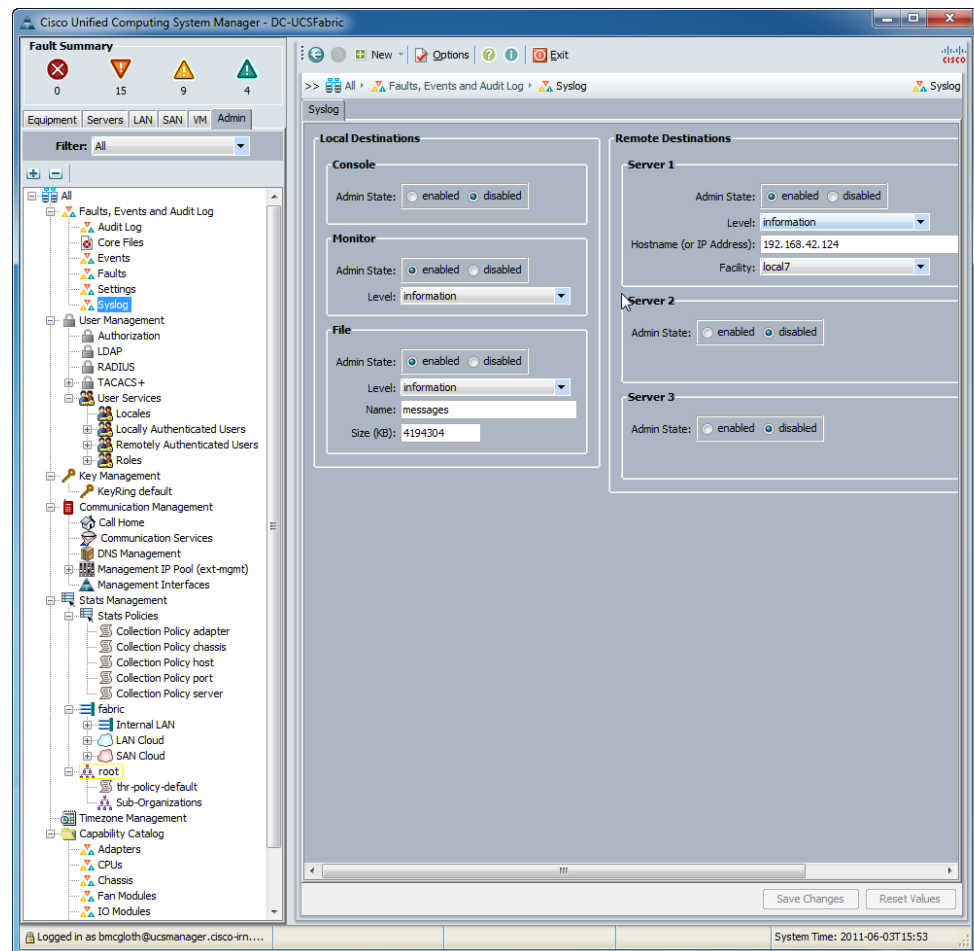 Cisco Unified Computing System Manager - DC-UCSFabric
Fault Summary
0 15 9 4
New Options Exit
cisco
>> All Faults, Events and Audit Log Syslog Syslog
Equipment Servers LAN SAN VM Admin
Filter: All
All
Faults, Events and Audit Log
Audit Log
Core Files
Events
Faults
Settings
Syslog
User Management
Authorization
LDAP
RADIUS
TACACS+
User Services
Locales
Locally Authenticated Users
Remotely Authenticated Users
Roles
Key Management
KeyRing default
Communication Management
Call Home
Communication Services
DNS Management
Management IP Pool (ext-mgmt)
Management Interfaces
Stats Management
Stats Policies
Collection Policy adapter
Collection Policy chassis
Collection Policy host
Collection Policy port
Collection Policy server
fabric
Internal LAN
LAN Cloud
SAN Cloud
root
thr-policy-default
Sub-Organizations
Timezone Management
Capability Catalog
Adapters
CPUs
Chassis
Fan Modules
IO Modules
Syslog
Local Destinations
Console
Admin State: enabled disabled
Monitor
Admin State: enabled disabled
Level: information
File
Admin State: enabled disabled
Level: information
Name: messages
Size (KB): 4194304
Remote Destinations
Server 1
Admin State: enabled disabled
Level: information
Hostname (or IP Address): 192.168.42.124
Facility: local7
Server 2
Admin State: enabled disabled
Server 3
Admin State: enabled disabled
Save Changes Reset Values
Logged in as bmcgloth@ucsmanager.cisco-irn....
System Time: 2011-06-03T15:53